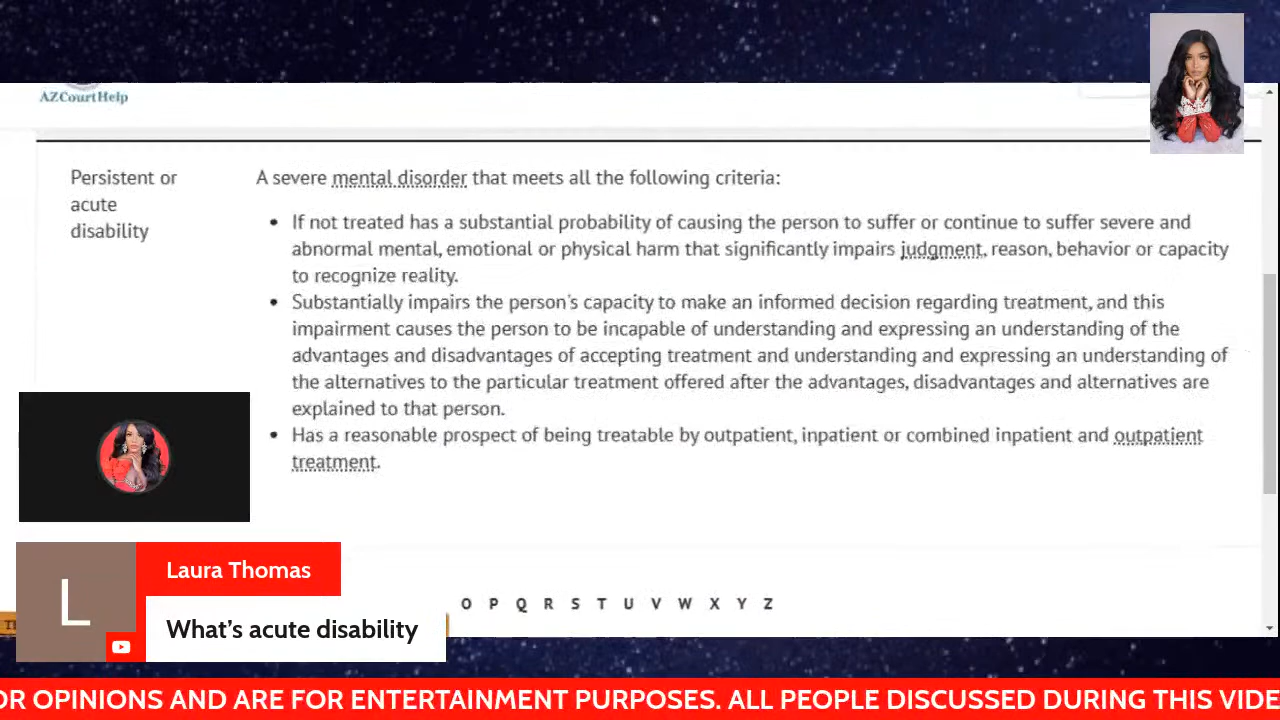 AZCourtHelp
Persistent or
acute
disability
A severe mental disorder that meets all the following criteria:
• If not treated has a substantial probability of causing the person to suffer or continue to suffer severe and
abnormal mental, emotional or physical harm that significantly impairs judgment, reason, behavior or capacity
to recognize reality.
• Substantially impairs the person's capacity to make an informed decision regarding treatment, and this
impairment causes the person to be incapable of understanding and expressing an understanding of the
advantages and disadvantages of accepting treatment and understanding and expressing an understanding of
the alternatives to the particular treatment offered after the advantages, disadvantages and alternatives are
explained to that person.
• Has a reasonable prospect of being treatable by outpatient, inpatient or combined inpatient and outpatient
treatment.
O P Q R S T U V W X Y Z
L
Laura Thomas
What's acute disability
OR OPINIONS AND ARE FOR ENTERTAINMENT PURPOSES. ALL PEOPLE DISCUSSED DURING THIS VIDE